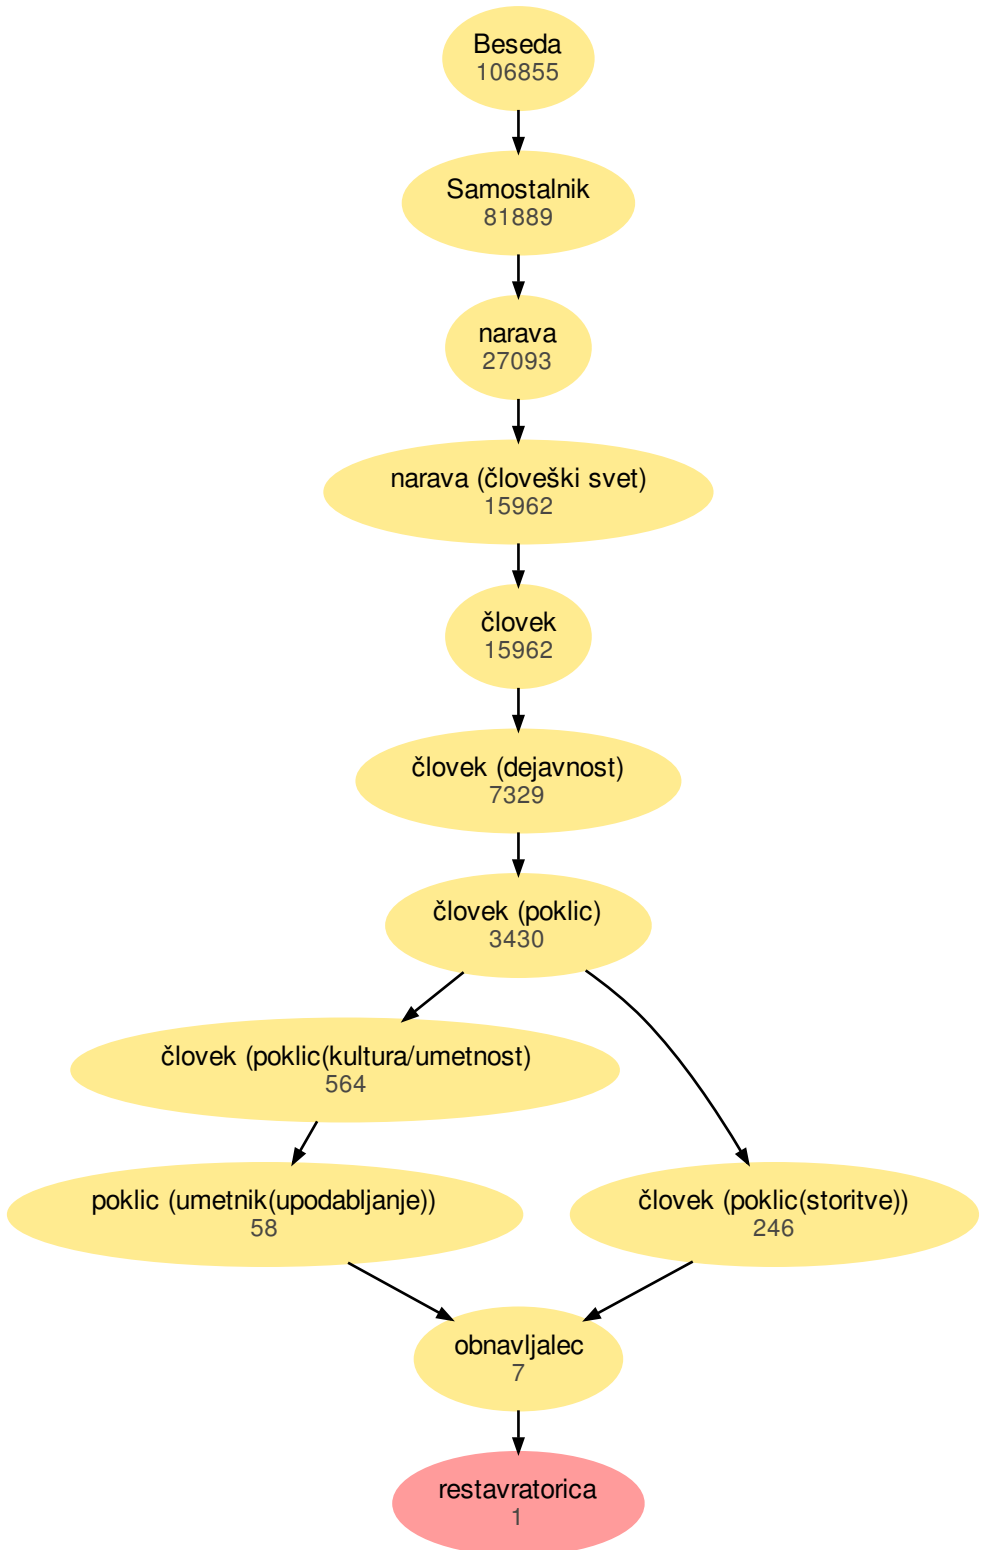 Beseda
106855
Samostalnik
81889
narava
27093
narava (človeški svet)
15962
človek
15962
človek (dejavnost)
7329
človek (poklic)
3430
človek (poklic(kultura/umetnost)
564
poklic (umetnik(upodabljanje))
58
človek (poklic(storitve))
246
obnavljalec
7
restavratorica
1